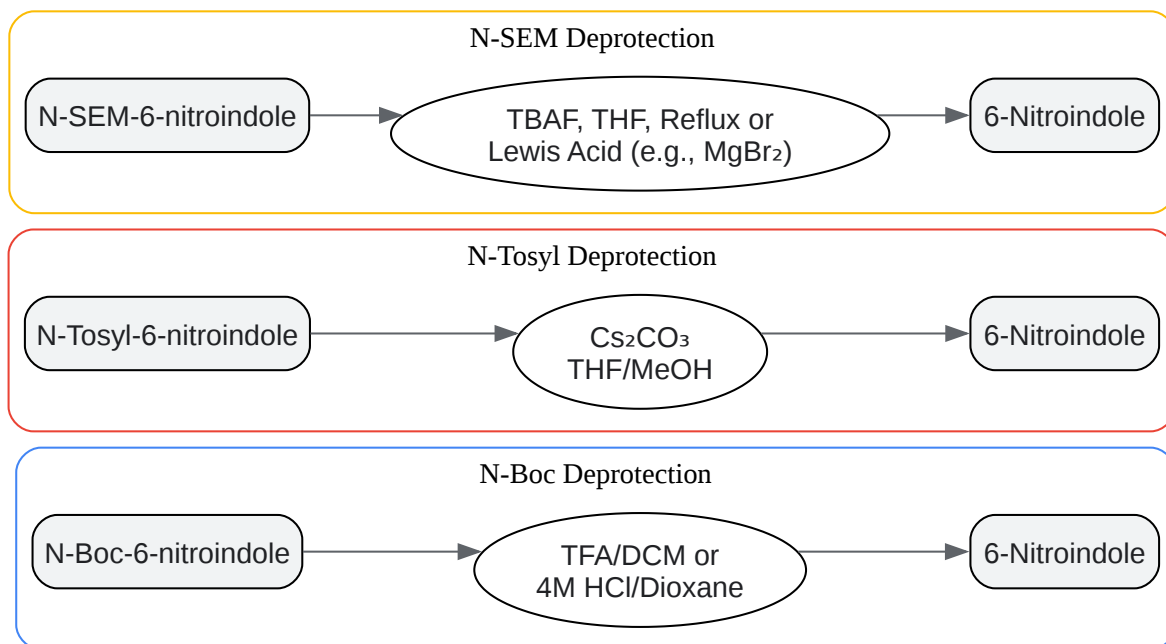 N-SEM Deprotection
N-SEM-6-nitroindole
TBAF, THF, Reflux or
Lewis Acid (e.g., MgBr₂)
6-Nitroindole
N-Tosyl Deprotection
N-Tosyl-6-nitroindole
Cs₂CO₃
THF/MeOH
6-Nitroindole
N-Boc Deprotection
N-Boc-6-nitroindole
TFA/DCM or
4M HCl/Dioxane
6-Nitroindole